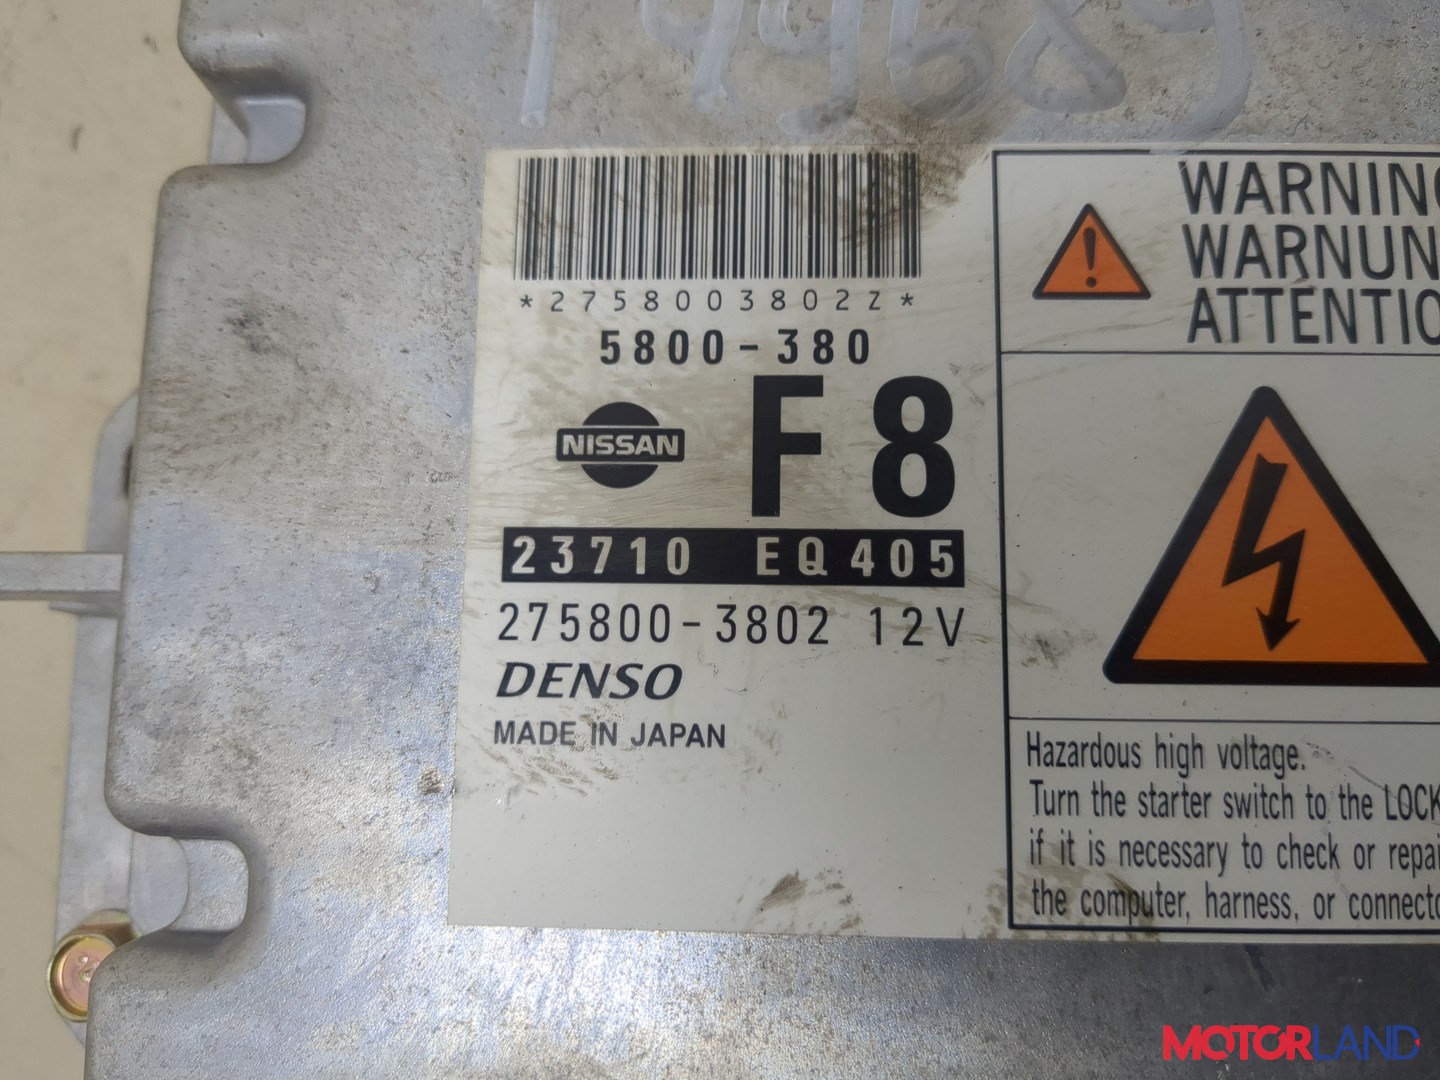 *2758003802Z*
5800-380
NISSAN
F8
23710 EQ405
275800-3802 12V
DENSO
MADE IN JAPAN
WARNING
WARNUN
ATTENTIO
Hazardous high voltage.
Turn the starter switch to the LOCK
if it is necessary to check or repai
the computer, harness, or connecto
MOTORLAND